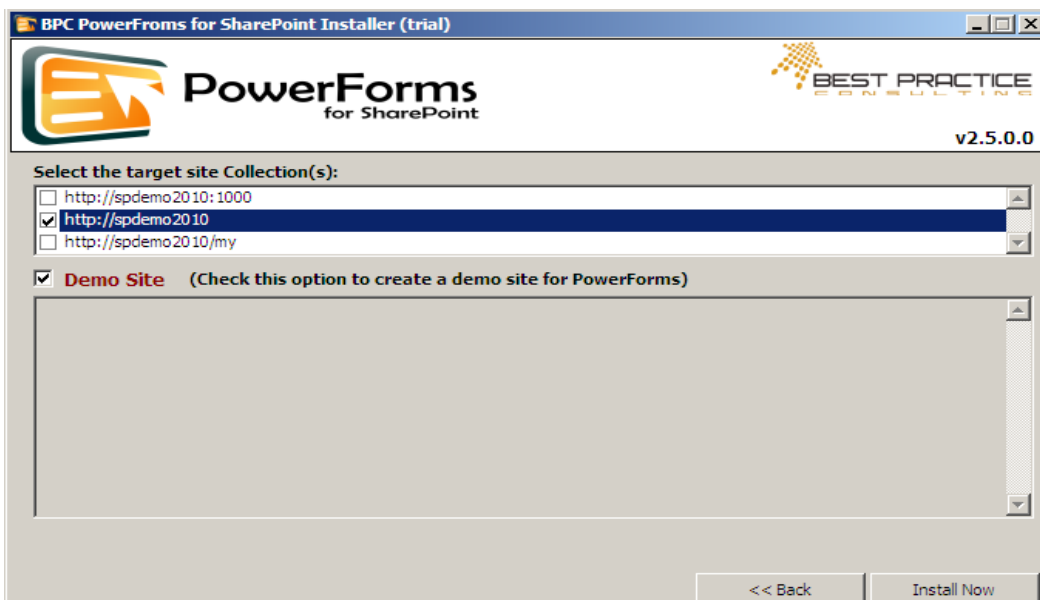 BPC PowerFroms for SharePoint Installer (trial)
PowerForms
for SharePoint
BEST PRACTICE
CONSULTING
v2.5.0.0
Select the target site Collection(s):
http://spdemo2010:1000
http://spdemo2010
http://spdemo2010/my
Demo Site (Check this option to create a demo site for PowerForms)
<< Back Install Now